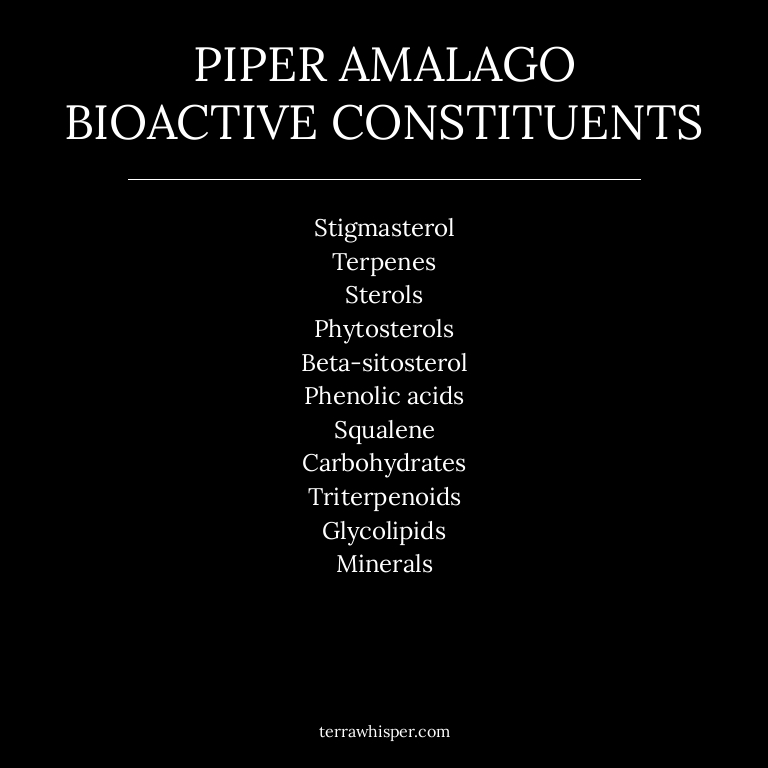 PIPER AMALAGO
BIOACTIVE CONSTITUENTS
Stigmasterol
Terpenes
Sterols
Phytosterols
Beta-sitosterol
Phenolic acids
Squalene
Carbohydrates
Triterpenoids
Glycolipids
Minerals
terrawhisper.com